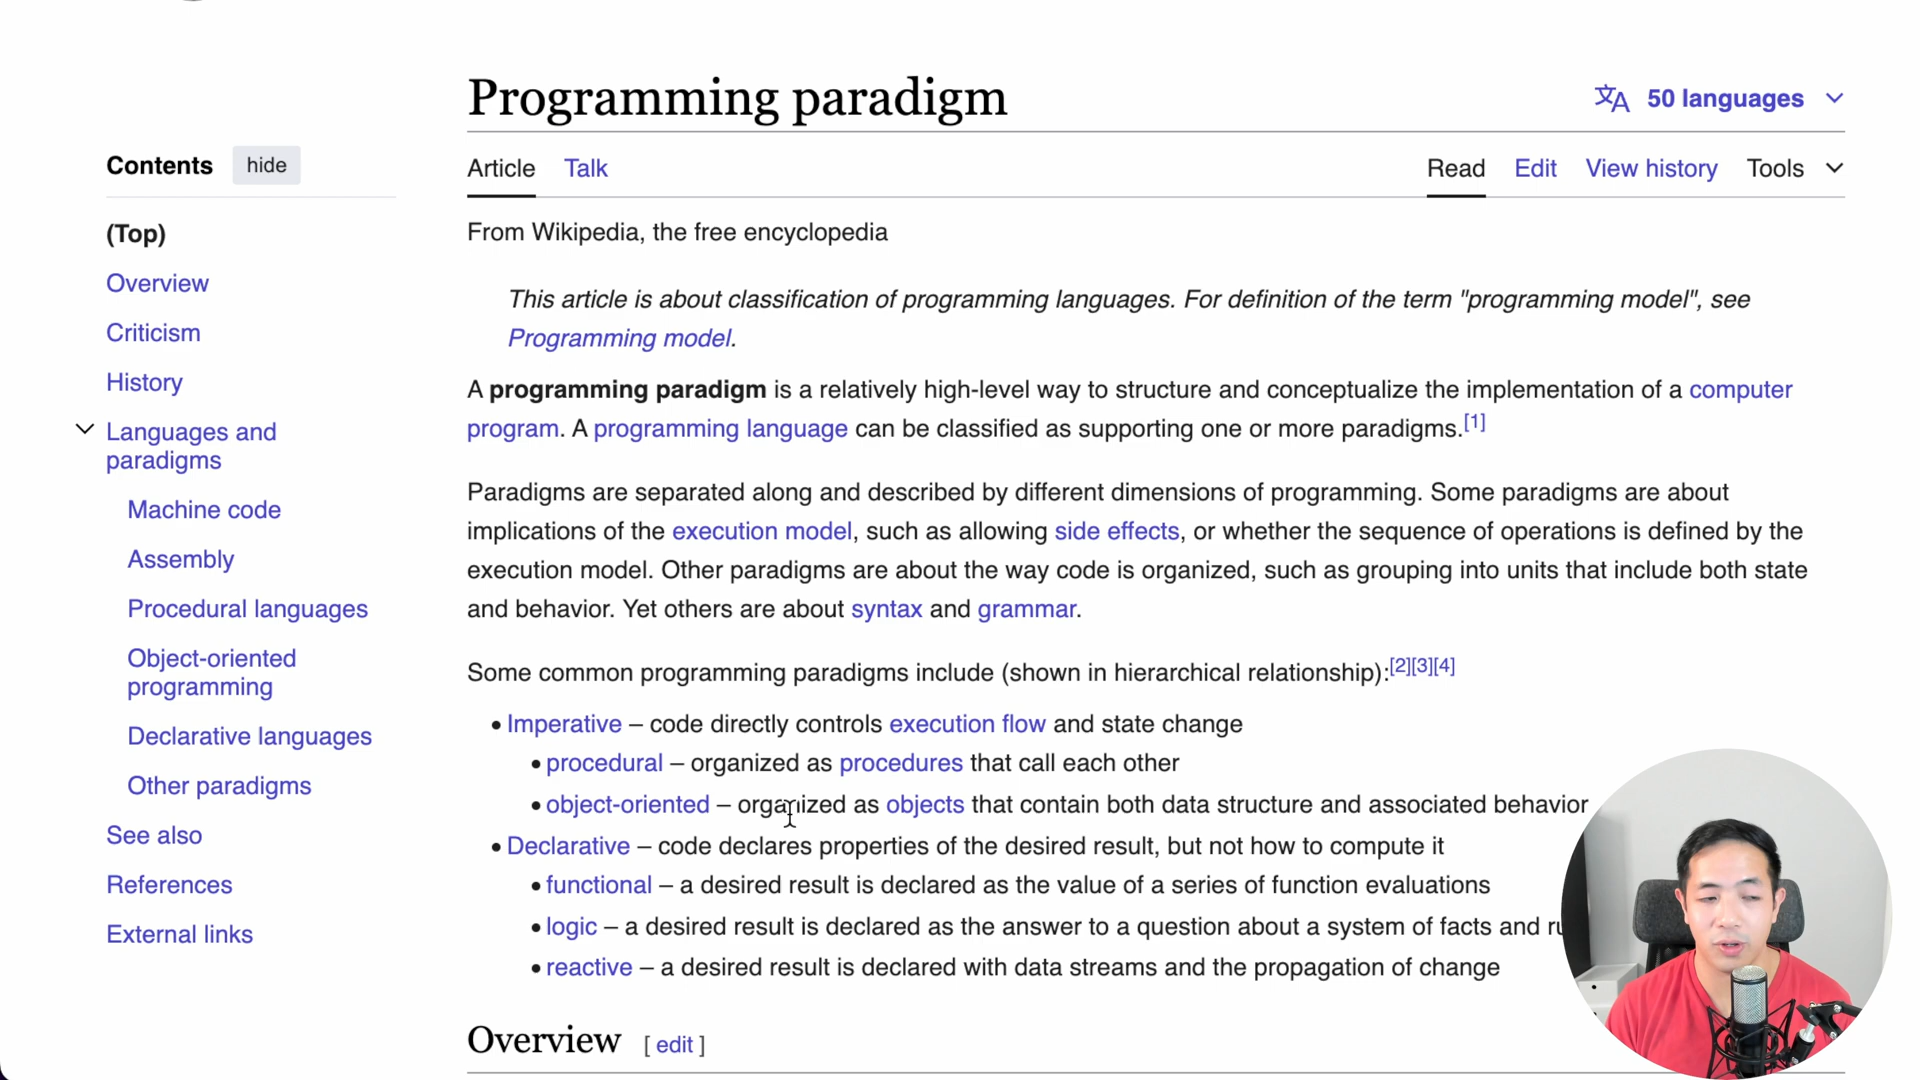 Programming paradigm
50 languages
Contents hide
Article Talk
Read Edit View history Tools
(Top)
Overview
Criticism
History
Languages and
paradigms
Machine code
Assembly
Procedural languages
Object-oriented
programming
Declarative languages
Other paradigms
See also
References
External links
From Wikipedia, the free encyclopedia
This article is about classification of programming languages. For definition of the term "programming model", see
Programming model.
A programming paradigm is a relatively high-level way to structure and conceptualize the implementation of a computer
program. A programming language can be classified as supporting one or more paradigms.[1]
Paradigms are separated along and described by different dimensions of programming. Some paradigms are about
implications of the execution model, such as allowing side effects, or whether the sequence of operations is defined by the
execution model. Other paradigms are about the way code is organized, such as grouping into units that include both state
and behavior. Yet others are about syntax and grammar.
Some common programming paradigms include (shown in hierarchical relationship):[2][3][4]
• Imperative – code directly controls execution flow and state change
• procedural – organized as procedures that call each other
• object-oriented – organized as objects that contain both data structure and associated behavior
• Declarative – code declares properties of the desired result, but not how to compute it
• functional – a desired result is declared as the value of a series of function evaluations
• logic – a desired result is declared as the answer to a question about a system of facts and
• reactive – a desired result is declared with data streams and the propagation of change
Overview [ edit ]